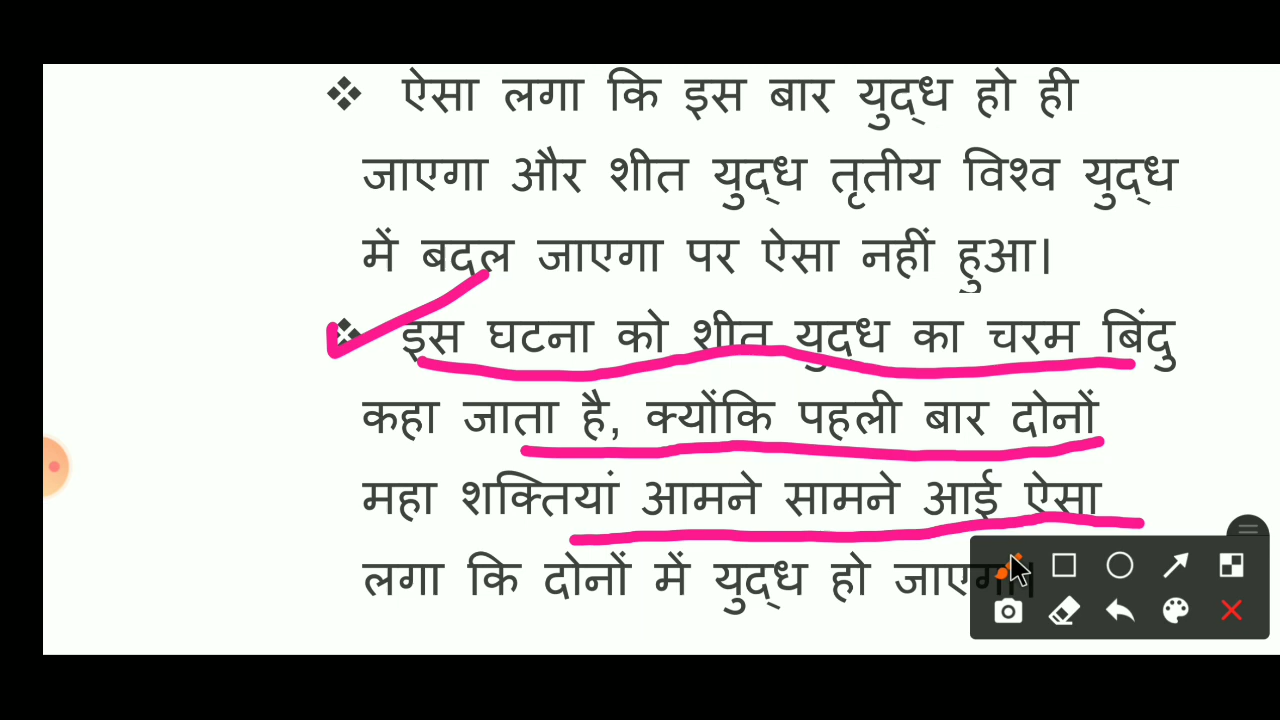 ❖ ऐसा लगा कि इस बार युद्ध हो ही
जाएगा और शीत युद्ध तृतीय विश्व युद्ध
में बदल जाएगा पर ऐसा नहीं हुआ।
❖ इस घटना को शीत युद्ध का चरम बिंदु
कहा जाता है, क्योंकि पहली बार दोनों
महा शक्तियां आमने सामने आई ऐसा
लगा कि दोनों में युद्ध हो जाएगा।